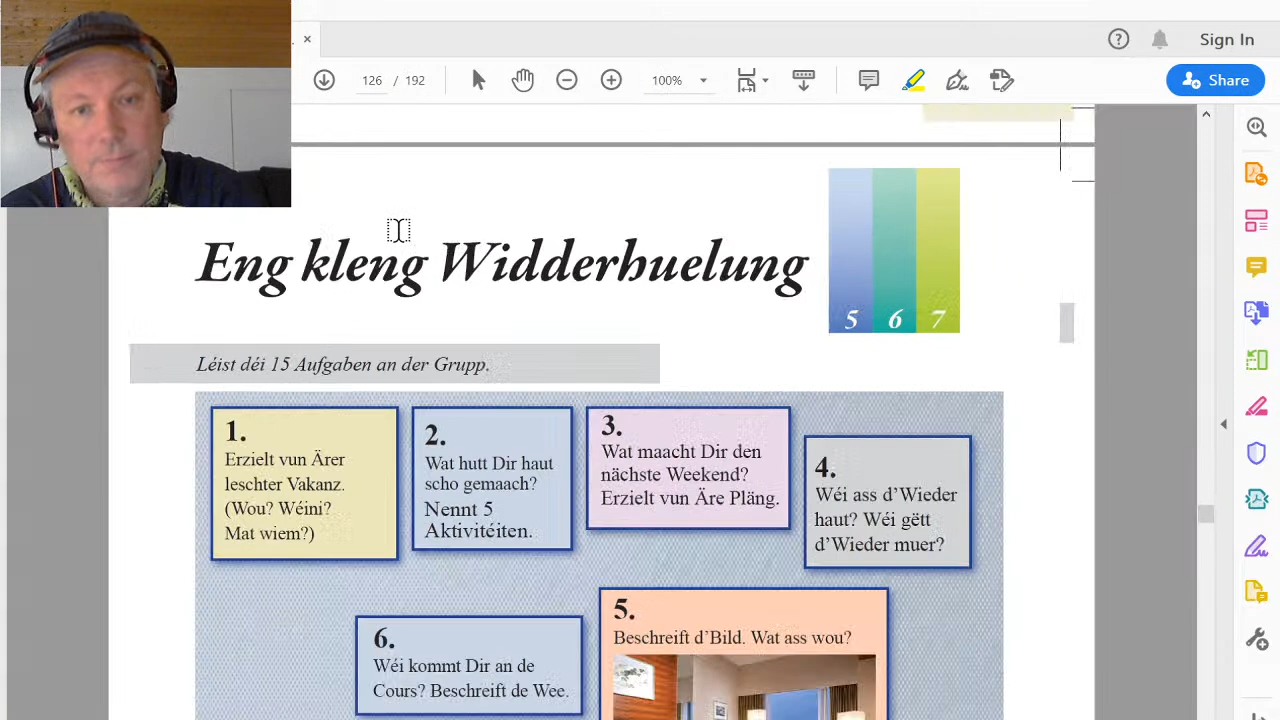 . ×
Sign In
126 / 192
100%
Share
Eng kleng Widderhuelung
5 6 7
Léist déi 15 Aufgaben an der Grupp.
1.
Erzielt vun Ärer
leschter Vakanz.
(Wou? Wéini?
Mat wiem?)
2.
Wat hutt Dir haut
scho gemaach?
Nennt 5
Aktivitéiten.
3.
Wat maacht Dir den
nächste Weekend?
Erzielt vun Äre Pläng.
4.
Wéi ass d’Wieder
haut? Wéi gëtt
d’Wieder muer?
5.
Beschreift d’Bild. Wat ass wou?
6.
Wéi kommt Dir an de
Cours? Beschreift de Wee.